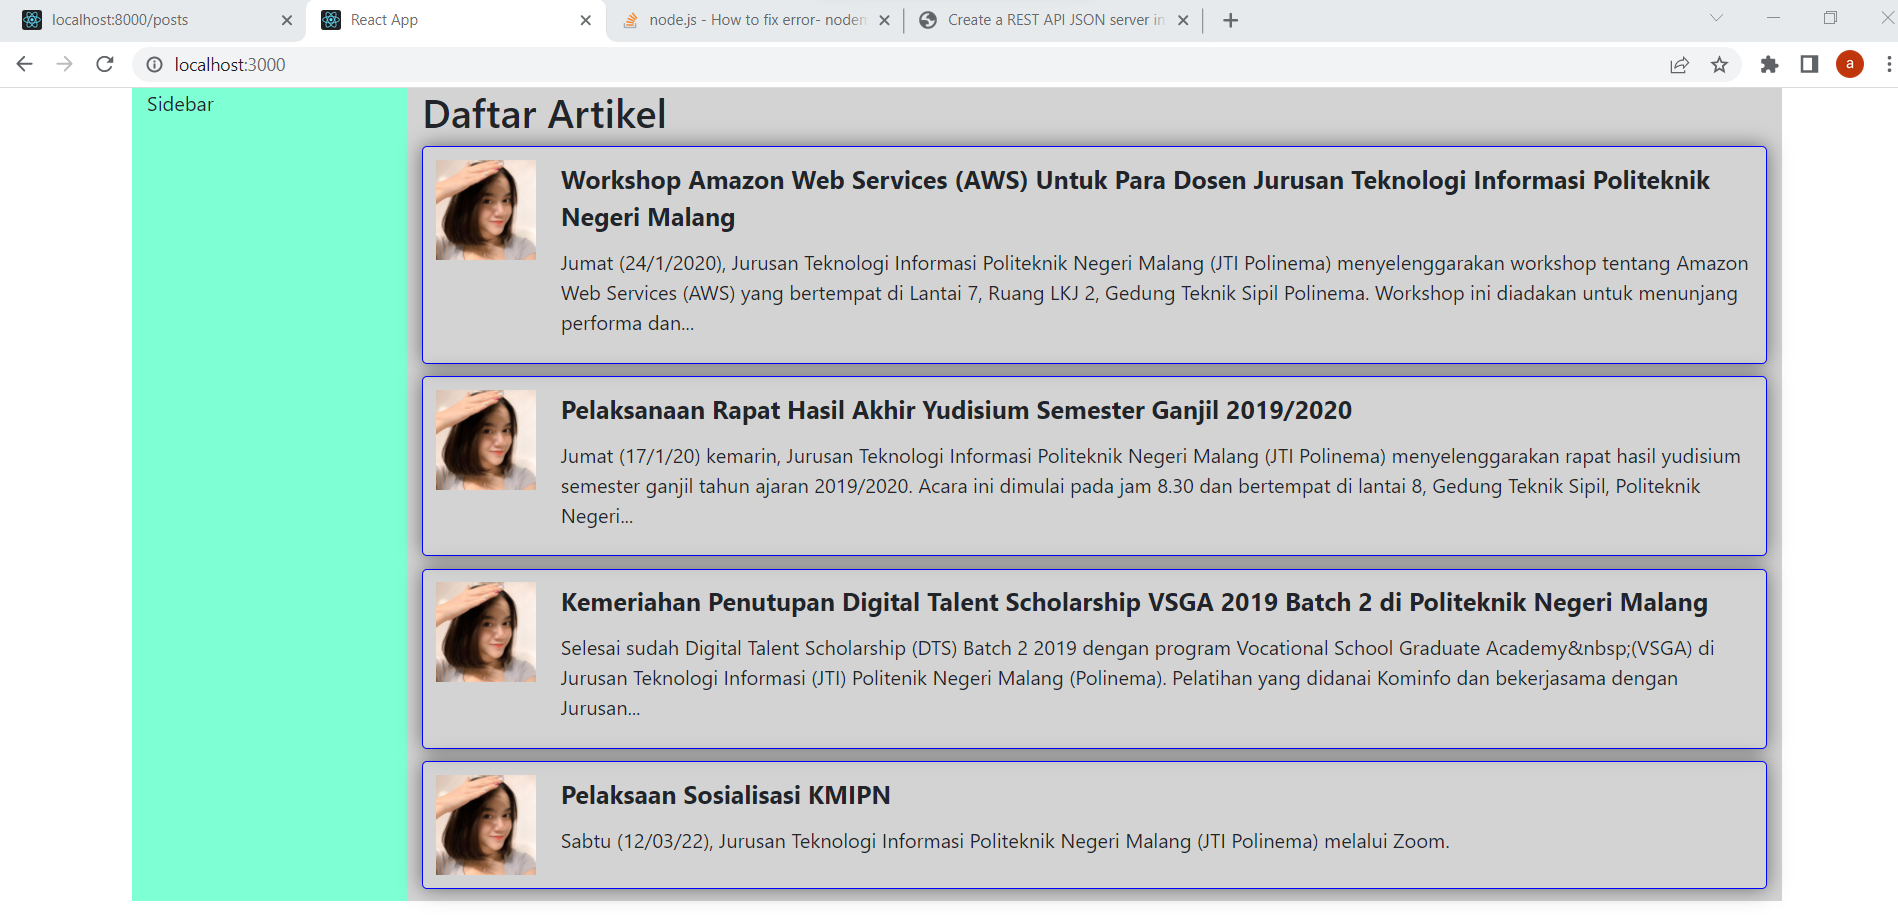 localhost:8000/posts
React App
node.js - How to fix error- noden
Create a REST API JSON server in
localhost:3000
a
Sidebar
Daftar Artikel
Workshop Amazon Web Services (AWS) Untuk Para Dosen Jurusan Teknologi Informasi Politeknik
Negeri Malang
Jumat (24/1/2020), Jurusan Teknologi Informasi Politeknik Negeri Malang (JTI Polinema) menyelenggarakan workshop tentang Amazon
Web Services (AWS) yang bertempat di Lantai 7, Ruang LKJ 2, Gedung Teknik Sipil Polinema. Workshop ini diadakan untuk menunjang
performa dan...
Pelaksanaan Rapat Hasil Akhir Yudisium Semester Ganjil 2019/2020
Jumat (17/1/20) kemarin, Jurusan Teknologi Informasi Politeknik Negeri Malang (JTI Polinema) menyelenggarakan rapat hasil yudisium
semester ganjil tahun ajaran 2019/2020. Acara ini dimulai pada jam 8.30 dan bertempat di lantai 8, Gedung Teknik Sipil, Politeknik
Negeri...
Kemeriahan Penutupan Digital Talent Scholarship VSGA 2019 Batch 2 di Politeknik Negeri Malang
Selesai sudah Digital Talent Scholarship (DTS) Batch 2 2019 dengan program Vocational School Graduate Academy&nbsp;(VSGA) di
Jurusan Teknologi Informasi (JTI) Politenik Negeri Malang (Polinema). Pelatihan yang didanai Kominfo dan bekerjasama dengan
Jurusan...
Pelaksaan Sosialisasi KMIPN
Sabtu (12/03/22), Jurusan Teknologi Informasi Politeknik Negeri Malang (JTI Polinema) melalui Zoom.